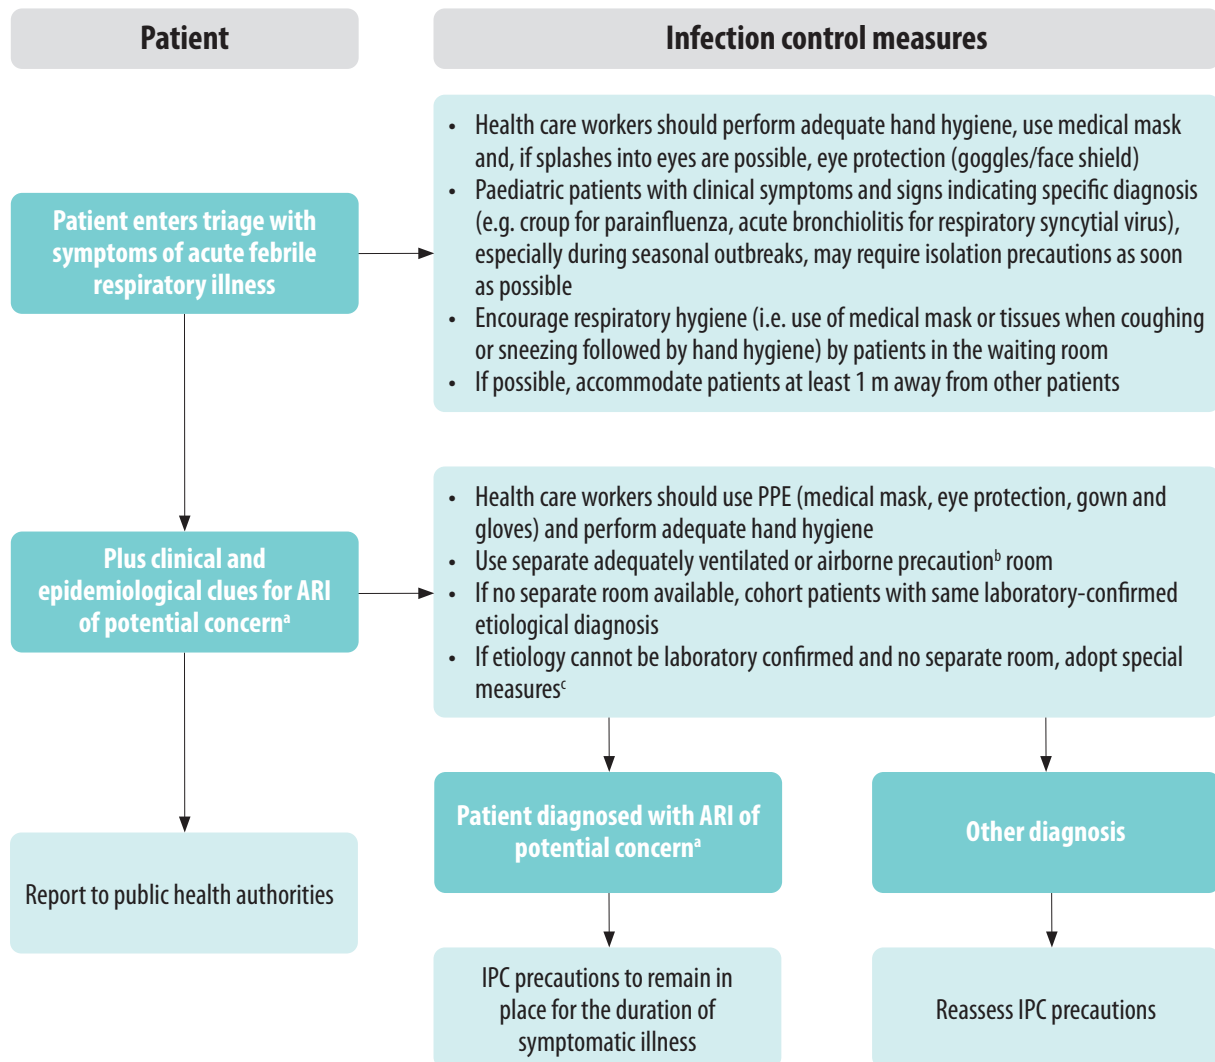 Patient
Infection control measures
Patient enters triage with
symptoms of acute febrile
respiratory illness
• Health care workers should perform adequate hand hygiene, use medical mask
and, if splashes into eyes are possible, eye protection (goggles/face shield)
• Paediatric patients with clinical symptoms and signs indicating specific diagnosis
(e.g. croup for parainfluenza, acute bronchiolitis for respiratory syncytial virus),
especially during seasonal outbreaks, may require isolation precautions as soon
as possible
• Encourage respiratory hygiene (i.e. use of medical mask or tissues when coughing
or sneezing followed by hand hygiene) by patients in the waiting room
• If possible, accommodate patients at least 1 m away from other patients
Plus clinical and
epidemiological clues for ARI
of potential concernᵃ
• Health care workers should use PPE (medical mask, eye protection, gown and
gloves) and perform adequate hand hygiene
• Use separate adequately ventilated or airborne precautionᵇ room
• If no separate room available, cohort patients with same laboratory-confirmed
etiological diagnosis
• If etiology cannot be laboratory confirmed and no separate room, adopt special
measuresᶜ
Report to public health authorities
Patient diagnosed with ARI of
potential concernᵃ
Other diagnosis
IPC precautions to remain in
place for the duration of
symptomatic illness
Reassess IPC precautions